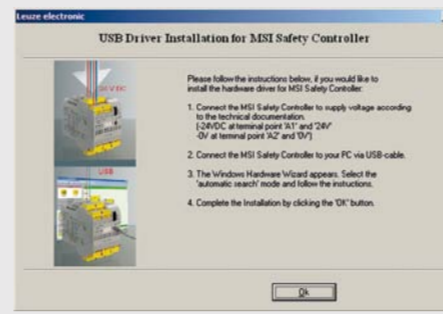 Leuze electronic
USB Driver Installation for MSI Safety Controller
24 V DC
USB
Please follow the instructions below, if you would like to
install the hardware driver for MSI Safety Controller.
1. Connect the MSI Safety Controller to supply voltage according
to the technical documentation.
(-24VDC at terminal point 'A1' and '24V'
-0V at terminal point 'A2' and '0V')
2. Connect the MSI Safety Controller to your PC via USB-cable.
3. The Windows Hardware Wizard appears. Select the
'automatic search' mode and follow the instructions.
4. Complete the Installation by clicking the 'OK' button.
Ok